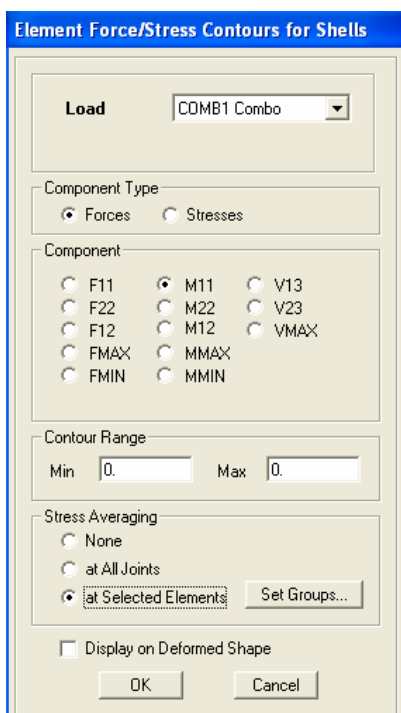 Element Force/Stress Contours for Shells
Load COMB1 Combo
Component Type
Forces Stresses
Component
F11 M11 V13
F22 M22 V23
F12 M12 VMAX
FMAX MMAX
FMIN MMIN
Contour Range
Min 0. Max 0.
Stress Averaging
None
at All Joints
at Selected Elements Set Groups...
Display on Deformed Shape
OK Cancel